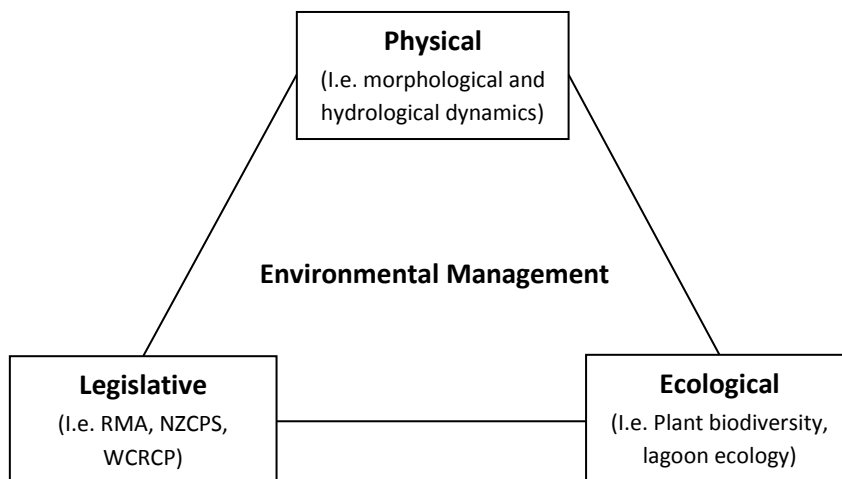 Physical
(I.e. morphological and
hydrological dynamics)
Environmental Management
Legislative
(I.e. RMA, NZCPS,
WCRCP)
Ecological
(I.e. Plant biodiversity,
lagoon ecology)